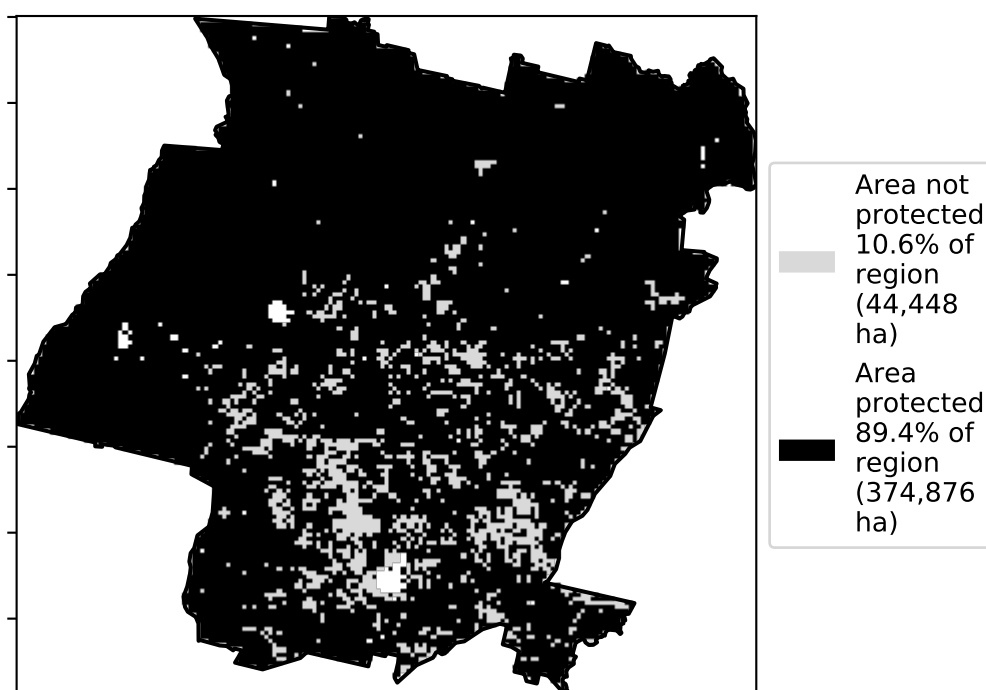 Area not
protected
10.6% of
region
(44,448
ha)
Area
protected
89.4% of
region
(374,876
ha)